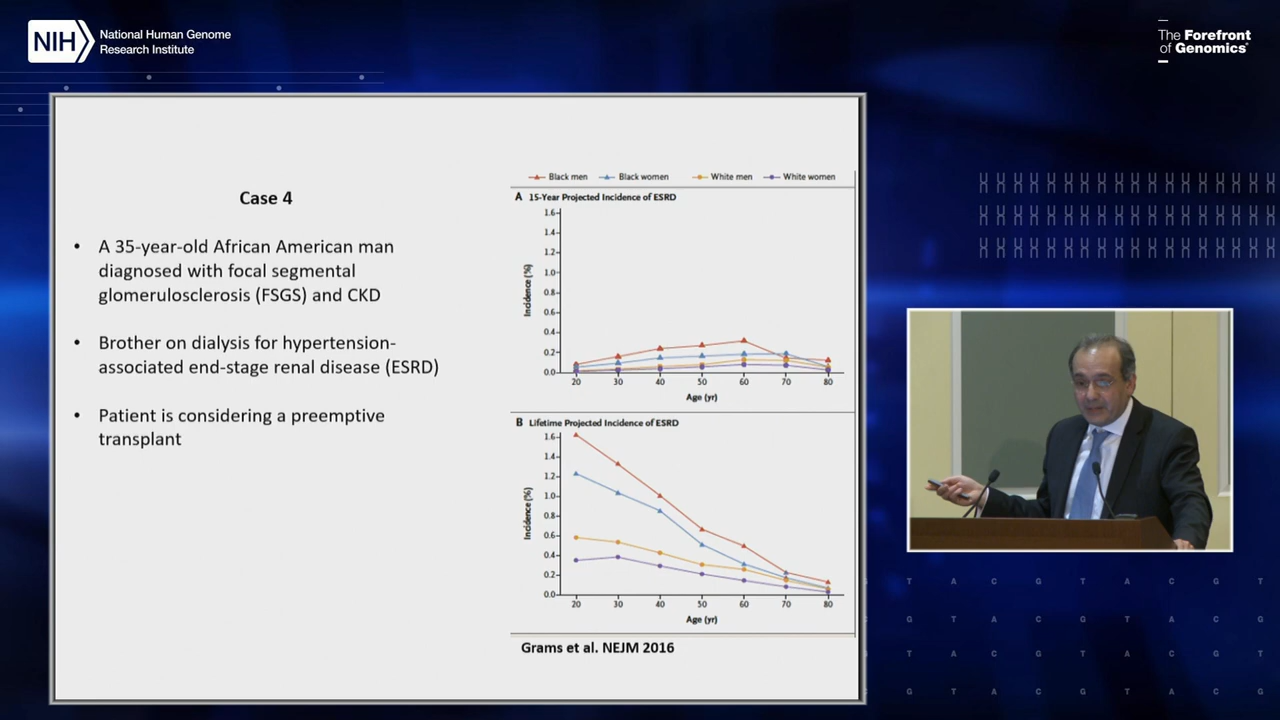 NIH
National Human Genome
Research Institute
The Forefront
of Genomics®
Case 4
• A 35-year-old African American man
diagnosed with focal segmental
glomerulosclerosis (FSGS) and CKD
• Brother on dialysis for hypertension-
associated end-stage renal disease (ESRD)
• Patient is considering a preemptive
transplant
Black men Black women White men White women
A 15-Year Projected Incidence of ESRD
1.6
1.4
1.2
1.0
0.8
0.6
0.4
0.2
0.0
Incidence (%)
20 30 40 50 60 70 80
Age (yr)
B Lifetime Projected Incidence of ESRD
1.6
1.4
1.2
1.0
0.8
0.6
0.4
0.2
0.0
Incidence (%)
20 30 40 50 60 70 80
Age (yr)
Grams et al. NEJM 2016
T A C G T A C G T
G T A C G T A C G
T A C G T A C G T
G T A C G T A C G